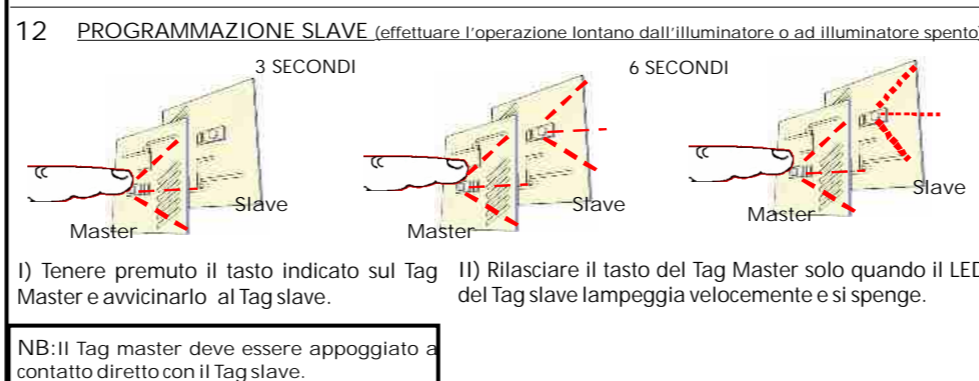 12 PROGRAMMAZIONE SLAVE (effettuare l'operazione lontano dall'illuminatore o ad illuminatore spento)
3 SECONDI
6 SECONDI
Slave
Master
Slave
Master
Slave
Master
I) Tenere premuto il tasto indicato sul Tag
Master e avvicinarlo al Tag slave.
II) Rilasciare il tasto del Tag Master solo quando il LED
del Tag slave lampeggia velocemente e si spenge.
NB:Il Tag master deve essere appoggiato a
contatto diretto con il Tag slave.